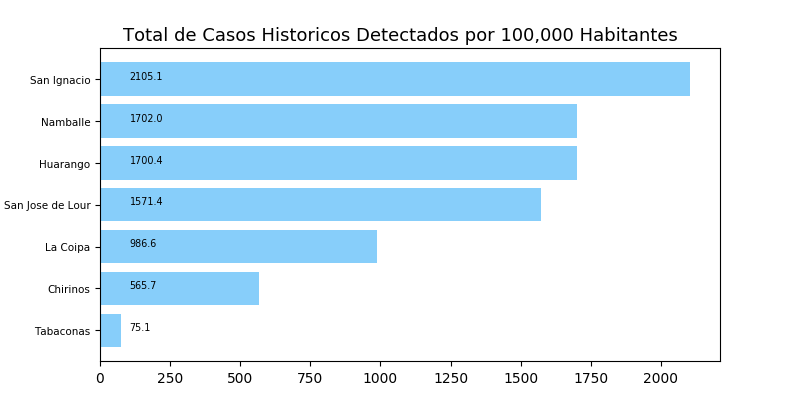 Total de Casos Historicos Detectados por 100,000 Habitantes
San Ignacio 2105.1
Namballe 1702.0
Huarango 1700.4
San Jose de Lour 1571.4
La Coipa 986.6
Chirinos 565.7
Tabaconas 75.1
0 250 500 750 1000 1250 1500 1750 2000